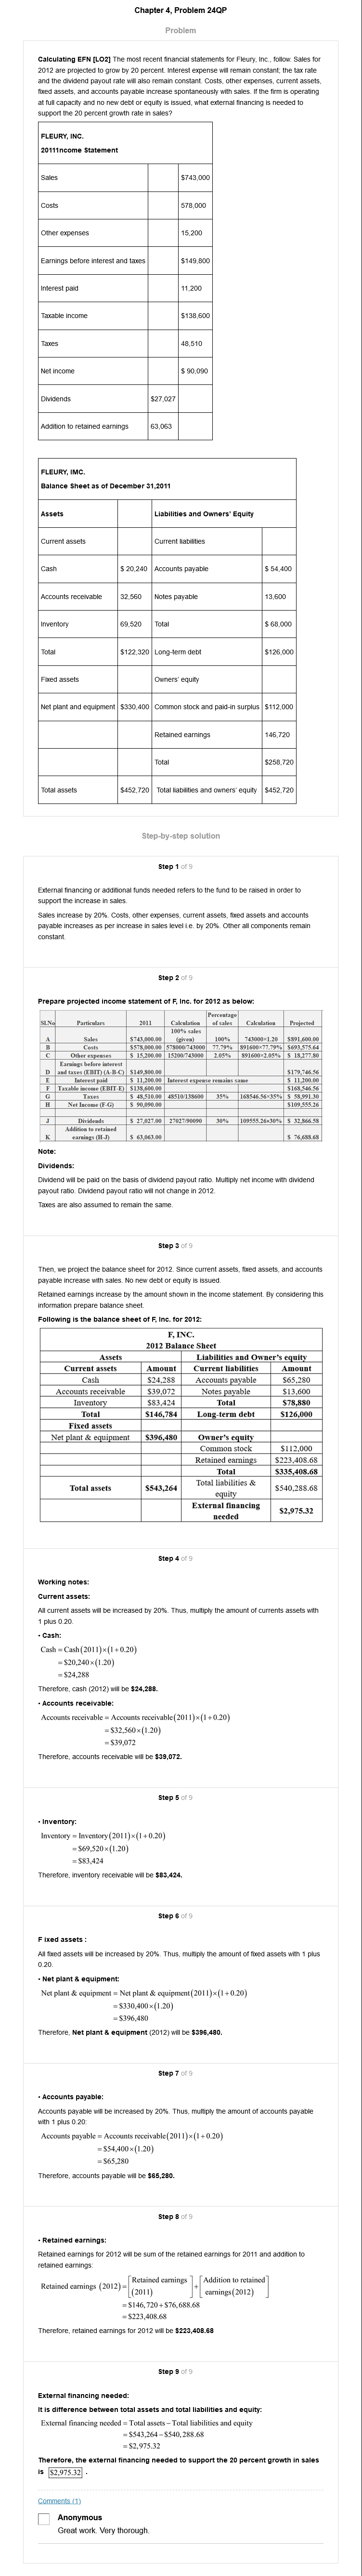 Chapter 4, Problem 24QP
Problem
Calculating EFN [LO2] The most recent financial statements for Fleury, Inc., follow. Sales for
2012 are projected to grow by 20 percent. Interest expense will remain constant; the tax rate
and the dividend payout rate will also remain constant. Costs, other expenses, current assets,
fixed assets, and accounts payable increase spontaneously with sales. If the firm is operating
at full capacity and no new debt or equity is issued, what external financing is needed to
support the 20 percent growth rate in sales?
FLEURY, INC.
20111ncome Statement
Sales $743,000
Costs 578,000
Other expenses 15,200
Earnings before interest and taxes $149,800
Interest paid 11,200
Taxable income $138,600
Taxes 48,510
Net income $ 90,090
Dividends $27,027
Addition to retained earnings 63,063
FLEURY, IMC.
Balance Sheet as of December 31,2011
Assets Liabilities and Owners' Equity
Current assets Current liabilities
Cash $ 20,240 Accounts payable $ 54,400
Accounts receivable 32,560 Notes payable 13,600
Inventory 69,520 Total $ 68,000
Total $122,320 Long-term debt $126,000
Fixed assets Owners' equity
Net plant and equipment $330,400 Common stock and paid-in surplus $112,000
Retained earnings 146,720
Total $258,720
Total assets $452,720 Total liabilities and owners' equity $452,720
Step-by-step solution
Step 1 of 9
External financing or additional funds needed refers to the fund to be raised in order to
support the increase in sales.
Sales increase by 20%. Costs, other expenses, current assets, fixed assets and accounts
payable increases as per increase in sales level i.e. by 20%. Other all components remain
constant.
Step 2 of 9
Prepare projected income statement of F, Inc. for 2012 as below:
Sl.No Particulars 2011 Calculation Percentage of sales Calculation Projected
A Sales $743,000.00 100% sales (given) 100% 743000×1.20 $891,600.00
B Costs $578,000.00 578000/743000 77.79% 891600×77.79% $693,575.64
C Other expenses $ 15,200.00 15200/743000 2.05% 891600×2.05% $ 18,277.80
D Earnings before interest and taxes (EBIT) (A-B-C) $149,800.00 $179,746.56
E Interest paid $ 11,200.00 Interest expense remains same $ 11,200.00
F Taxable income (EBIT-E) $138,600.00 $168,546.56
G Taxes $ 48,510.00 48510/138600 35% 168546.56×35% $ 58,991.30
H Net Income (F-G) $ 90,090.00 $109,555.26
J Dividends $ 27,027.00 27027/90090 30% 109555.26×30% $ 32,866.58
K Addition to retained earnings (H-J) $ 63,063.00 $ 76,688.68
Note:
Dividends:
Dividend will be paid on the basis of dividend payout ratio. Multiply net income with dividend
payout ratio. Dividend payout ratio will not change in 2012.
Taxes are also assumed to remain the same.
Step 3 of 9
Then, we project the balance sheet for 2012. Since current assets, fixed assets, and accounts
payable increase with sales. No new debt or equity is issued.
Retained earnings increase by the amount shown in the income statement. By considering this
information prepare balance sheet.
Following is the balance sheet of F, Inc. for 2012:
F, INC.
2012 Balance Sheet
Assets Liabilities and Owner's equity
Current assets Amount Current liabilities Amount
Cash $24,288 Accounts payable $65,280
Accounts receivable $39,072 Notes payable $13,600
Inventory $83,424 Total $78,880
Total $146,784 Long-term debt $126,000
Fixed assets
Net plant & equipment $396,480 Owner's equity
Common stock $112,000
Retained earnings $223,408.68
Total $335,408.68
Total assets $543,264 Total liabilities & equity $540,288.68
External financing needed $2,975.32
Step 4 of 9
Working notes:
Current assets:
All current assets will be increased by 20%. Thus, multiply the amount of currents assets with
1 plus 0.20.
• Cash:
Cash = Cash(2011)×(1+0.20)
= $20,240×(1.20)
= $24,288
Therefore, cash (2012) will be $24,288.
• Accounts receivable:
Accounts receivable = Accounts receivable(2011)×(1+0.20)
= $32,560×(1.20)
= $39,072
Therefore, accounts receivable will be $39,072.
Step 5 of 9
• Inventory:
Inventory = Inventory(2011)×(1+0.20)
= $69,520×(1.20)
= $83,424
Therefore, inventory receivable will be $83,424.
Step 6 of 9
F ixed assets :
All fixed assets will be increased by 20%. Thus, multiply the amount of fixed assets with 1 plus
0.20.
• Net plant & equipment:
Net plant & equipment = Net plant & equipment(2011)×(1+0.20)
= $330,400×(1.20)
= $396,480
Therefore, Net plant & equipment (2012) will be $396,480.
Step 7 of 9
• Accounts payable:
Accounts payable will be increased by 20%. Thus, multiply the amount of accounts payable
with 1 plus 0.20:
Accounts payable = Accounts receivable(2011)×(1+0.20)
= $54,400×(1.20)
= $65,280
Therefore, accounts payable will be $65,280.
Step 8 of 9
• Retained earnings:
Retained earnings for 2012 will be sum of the retained earnings for 2011 and addition to
retained earnings:
Retained earnings (2012) = [Retained earnings (2011)] + [Addition to retained earnings(2012)]
= $146,720+$76,688.68
= $223,408.68
Therefore, retained earnings for 2012 will be $223,408.68
Step 9 of 9
External financing needed:
It is difference between total assets and total liabilities and equity:
External financing needed = Total assets − Total liabilities and equity
= $543,264−$540,288.68
= $2,975.32
Therefore, the external financing needed to support the 20 percent growth in sales
is $2,975.32 .
Comments (1)
Anonymous
Great work. Very thorough.